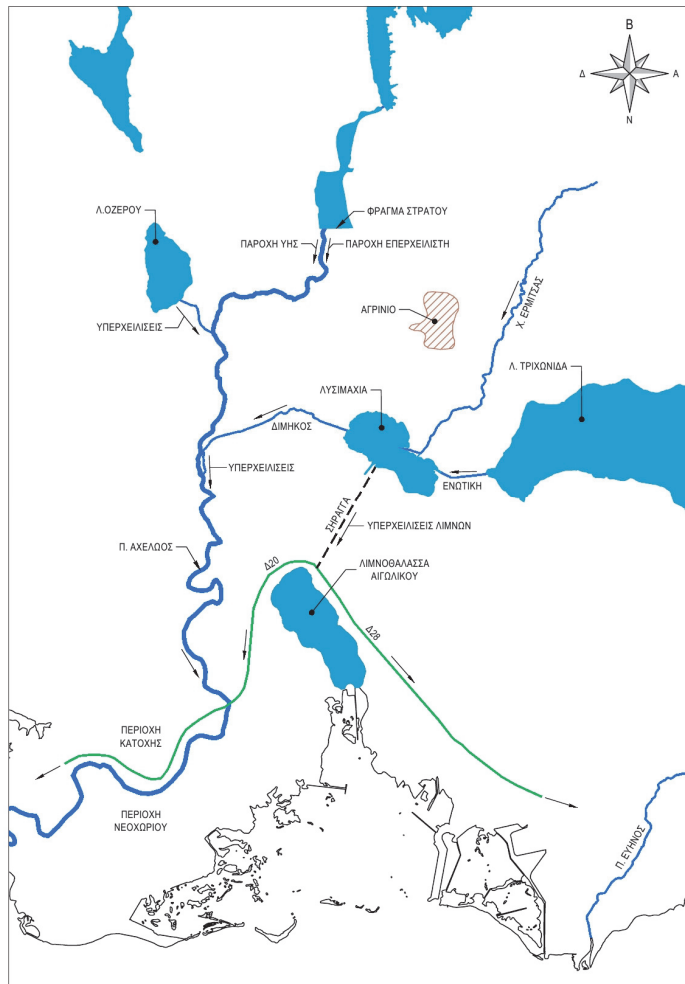 Β
Δ
Α
Ν
Λ.ΟΖΕΡΟΥ
ΦΡΑΓΜΑ ΣΤΡΑΤΟΥ
ΠΑΡΟΧΗ ΥΗΣ
ΠΑΡΟΧΗ ΕΠΕΡΧΕΙΛΙΣΤΗ
Χ. ΕΡΜΙΤΣΑΣ
ΑΓΡΙΝΙΟ
ΥΠΕΡΧΕΙΛΙΣΕΙΣ
Λ. ΤΡΙΧΩΝΙΔΑ
ΛΥΣΙΜΑΧΙΑ
ΔΙΜΗΚΟΣ
ΥΠΕΡΧΕΙΛΙΣΕΙΣ
ΕΝΩΤΙΚΗ
ΣΗΡΑΓΓΑ
ΥΠΕΡΧΕΙΛΙΣΕΙΣ ΛΙΜΝΩΝ
Π. ΑΧΕΛΩΟΣ
Δ20
ΛΙΜΝΟΘΑΛΑΣΣΑ
ΑΙΓΩΛΙΚΟΥ
Δ28
ΠΕΡΙΟΧΗ
ΚΑΤΟΧΗΣ
ΠΕΡΙΟΧΗ
ΝΕΟΧΩΡΙΟΥ
Π. ΕΥΗΝΟΣ